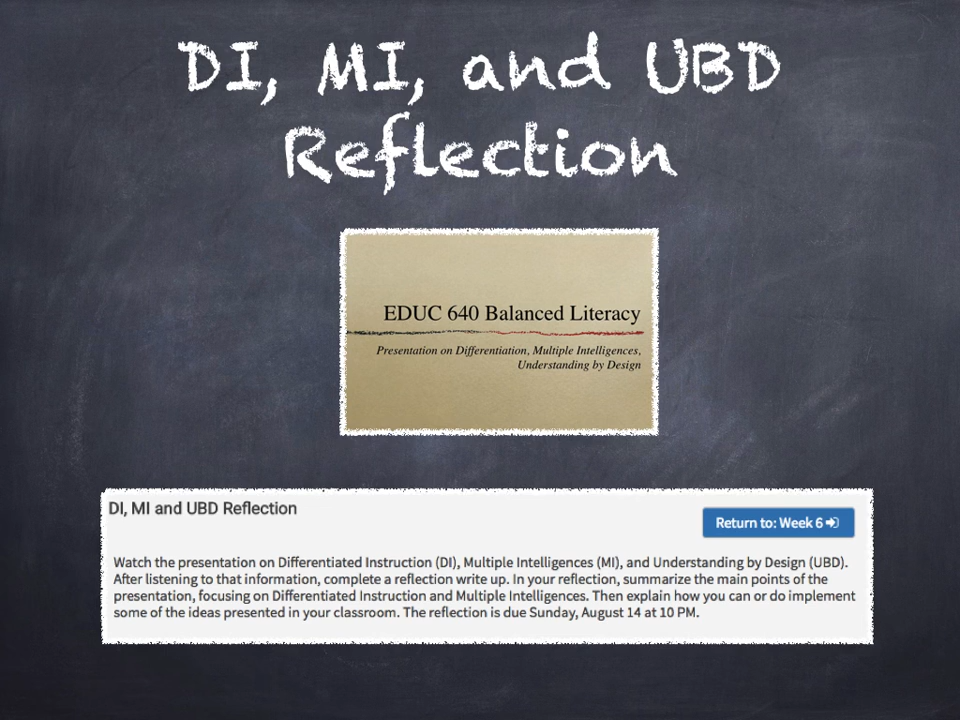 DI, MI, and UBD
Reflection
EDUC 640 Balanced Literacy
Presentation on Differentiation, Multiple Intelligences,
Understanding by Design
DI, MI and UBD Reflection
Return to: Week 6
Watch the presentation on Differentiated Instruction (DI), Multiple Intelligences (MI), and Understanding by Design (UBD).
After listening to that information, complete a reflection write up. In your reflection, summarize the main points of the
presentation, focusing on Differentiated Instruction and Multiple Intelligences. Then explain how you can or do implement
some of the ideas presented in your classroom. The reflection is due Sunday, August 14 at 10 PM.